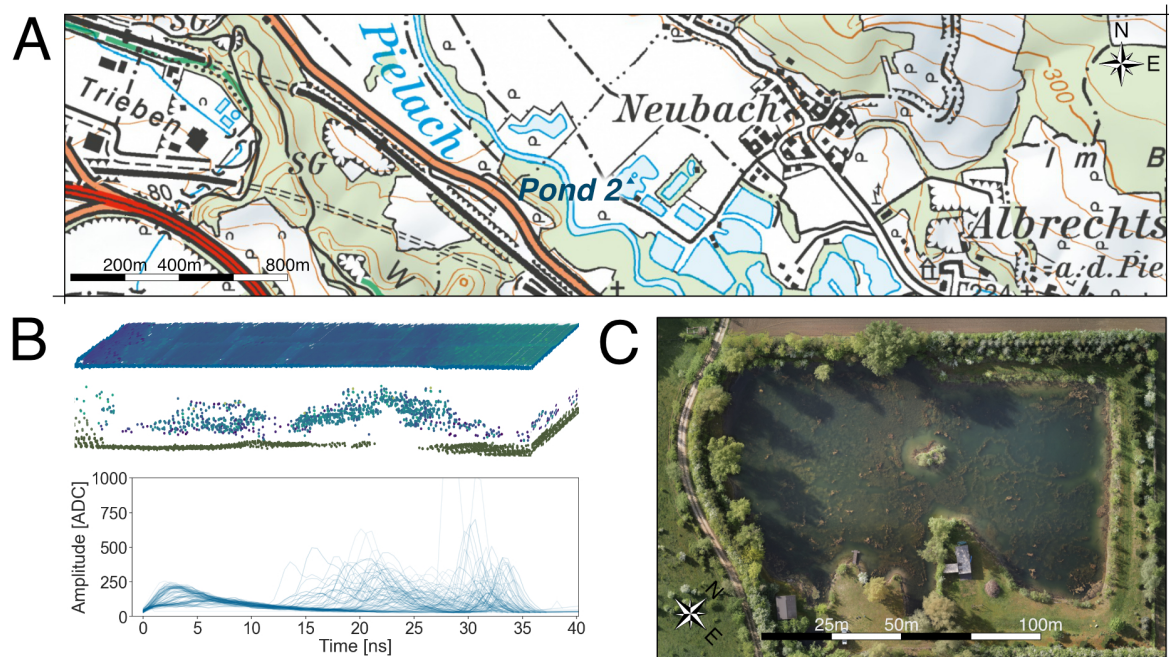 A
N
E
SG
Trieben
80
SG
Pielach
Neubach
Pond 2
300
I m B
Albrechts
a. d. Pie
W
224
200m 400m 800m
B
C
1000
750
500
250
0
Amplitude [ADC]
0 5 10 15 20 25 30 35 40
Time [ns]
N
E
25m 50m 100m